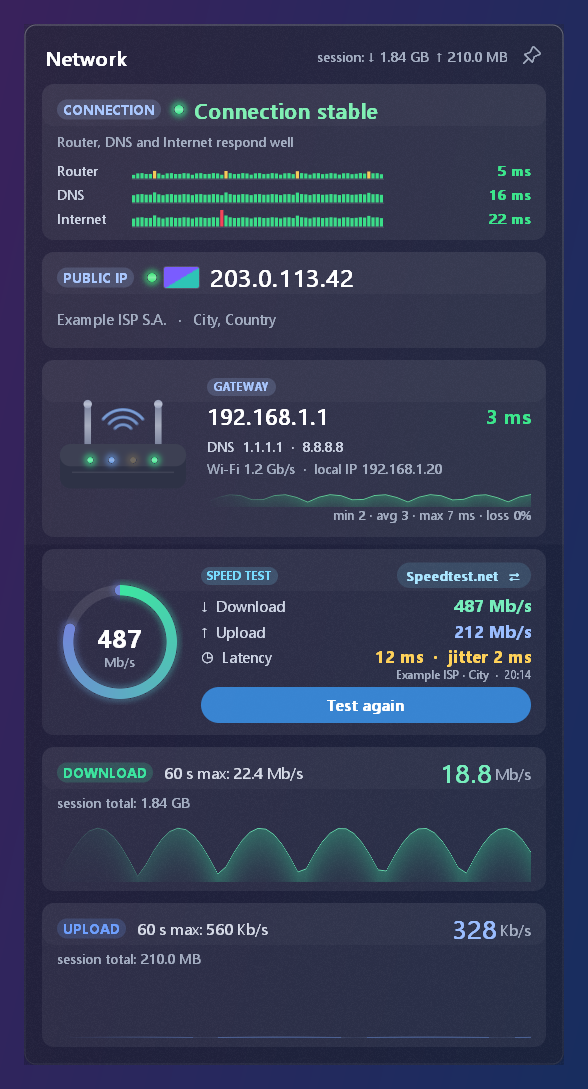 Network
session: ↓ 1.84 GB ↑ 210.0 MB
CONNECTION
Connection stable
Router, DNS and Internet respond well
Router 5 ms
DNS 16 ms
Internet 22 ms
PUBLIC IP
203.0.113.42
Example ISP S.A. · City, Country
GATEWAY
192.168.1.1 3 ms
DNS 1.1.1.1 · 8.8.8.8
Wi-Fi 1.2 Gb/s · local IP 192.168.1.20
min 2 · avg 3 · max 7 ms · loss 0%
487
Mb/s
SPEED TEST
Speedtest.net ⇄
↓ Download 487 Mb/s
↑ Upload 212 Mb/s
Latency 12 ms · jitter 2 ms
Example ISP · City · 20:14
Test again
DOWNLOAD 60 s max: 22.4 Mb/s 18.8 Mb/s
session total: 1.84 GB
UPLOAD 60 s max: 560 Kb/s 328 Kb/s
session total: 210.0 MB